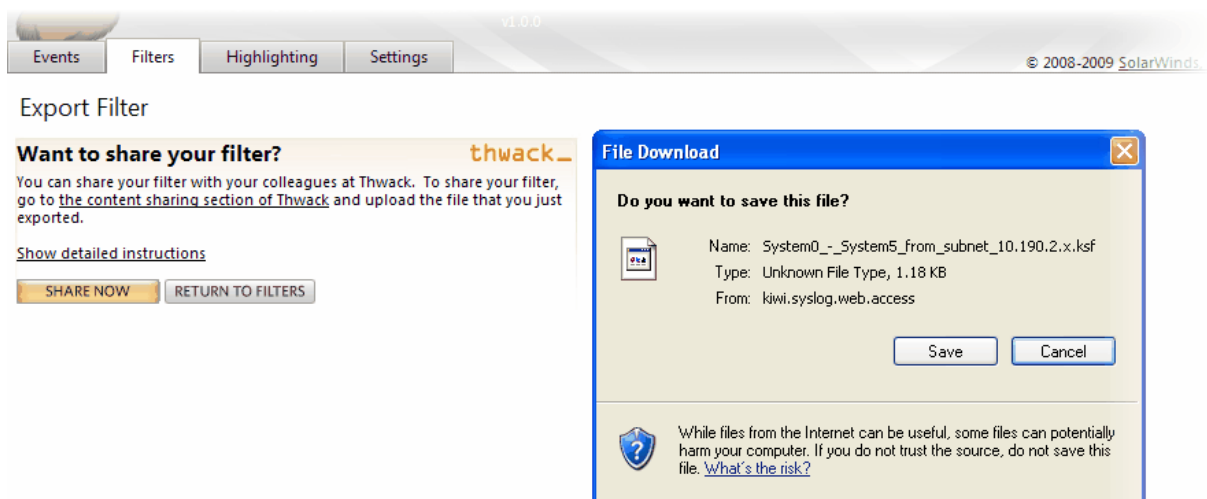 v1.0.0
Events Filters Highlighting Settings
© 2008-2009 SolarWinds.
Export Filter
Want to share your filter?
thwack_
You can share your filter with your colleagues at Thwack. To share your filter,
go to the content sharing section of Thwack and upload the file that you just
exported.
Show detailed instructions
SHARE NOW RETURN TO FILTERS
File Download
Do you want to save this file?
Name: System0_-_System5_from_subnet_10.190.2.x.ksf
Type: Unknown File Type, 1.18 KB
From: kiwi.syslog.web.access
Save Cancel
While files from the Internet can be useful, some files can potentially
harm your computer. If you do not trust the source, do not save this
file. What's the risk?